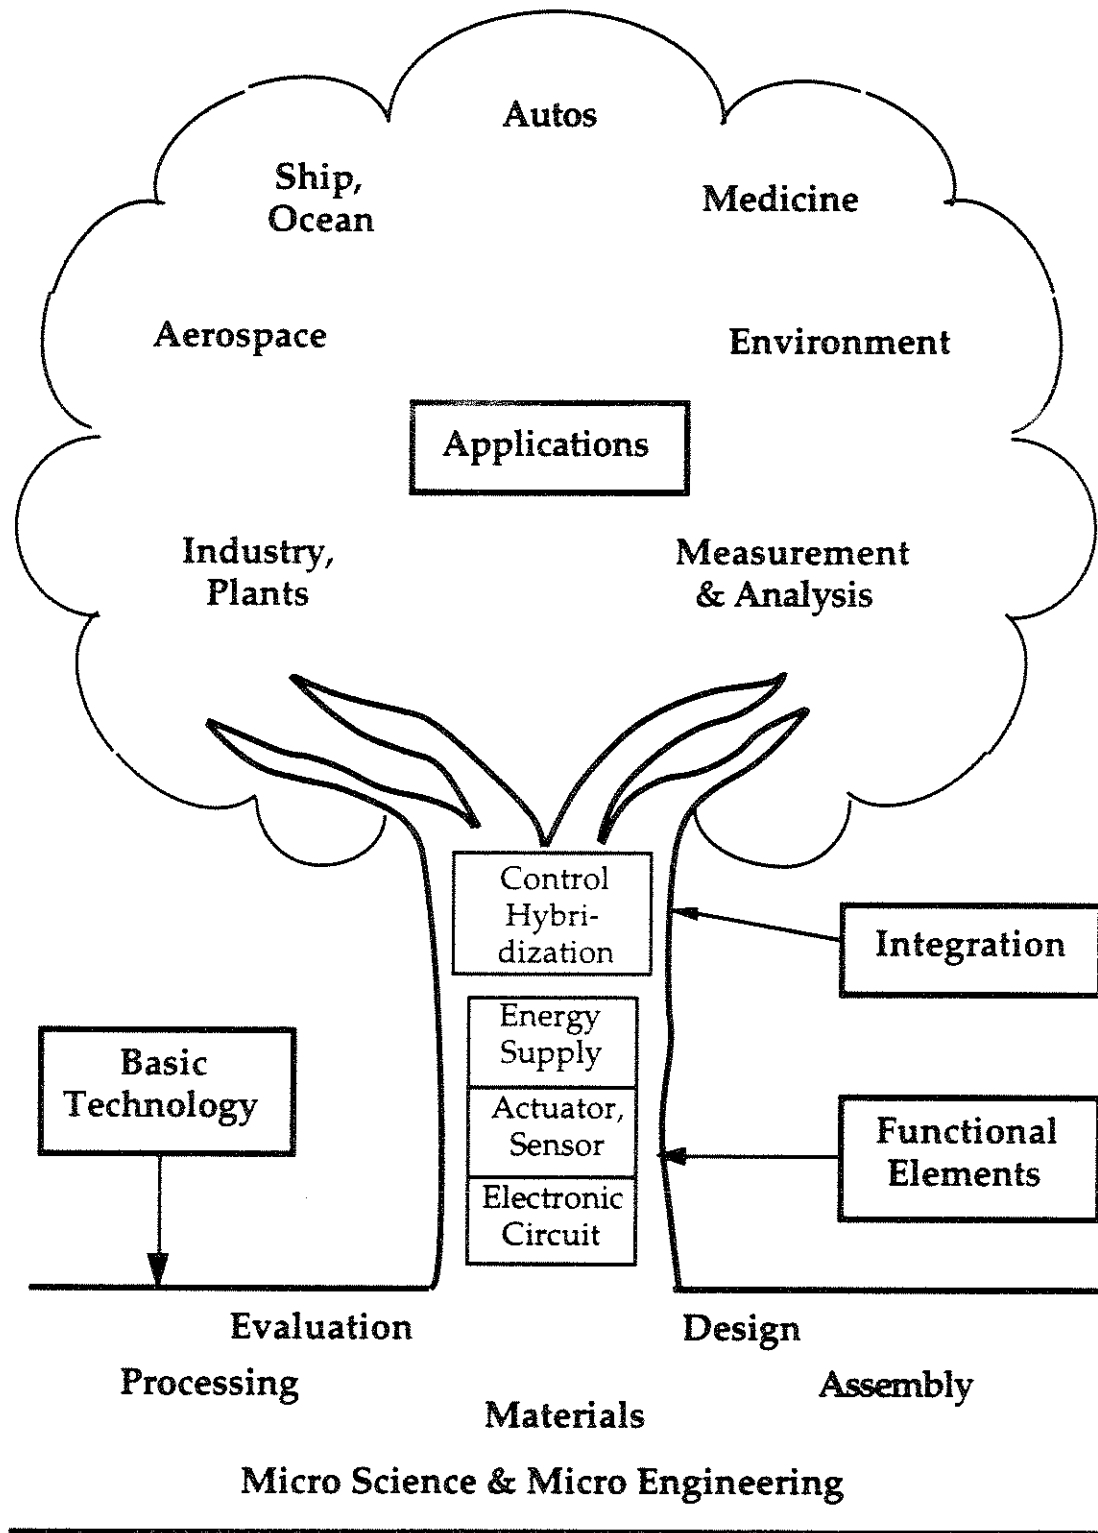 Autos
Ship,
Ocean
Medicine
Aerospace
Environment
Applications
Industry,
Plants
Measurement
& Analysis
Control
Hybri-
dization
Integration
Energy
Supply
Basic
Technology
Actuator,
Sensor
Functional
Elements
Electronic
Circuit
Evaluation
Design
Processing
Assembly
Materials
Micro Science & Micro Engineering